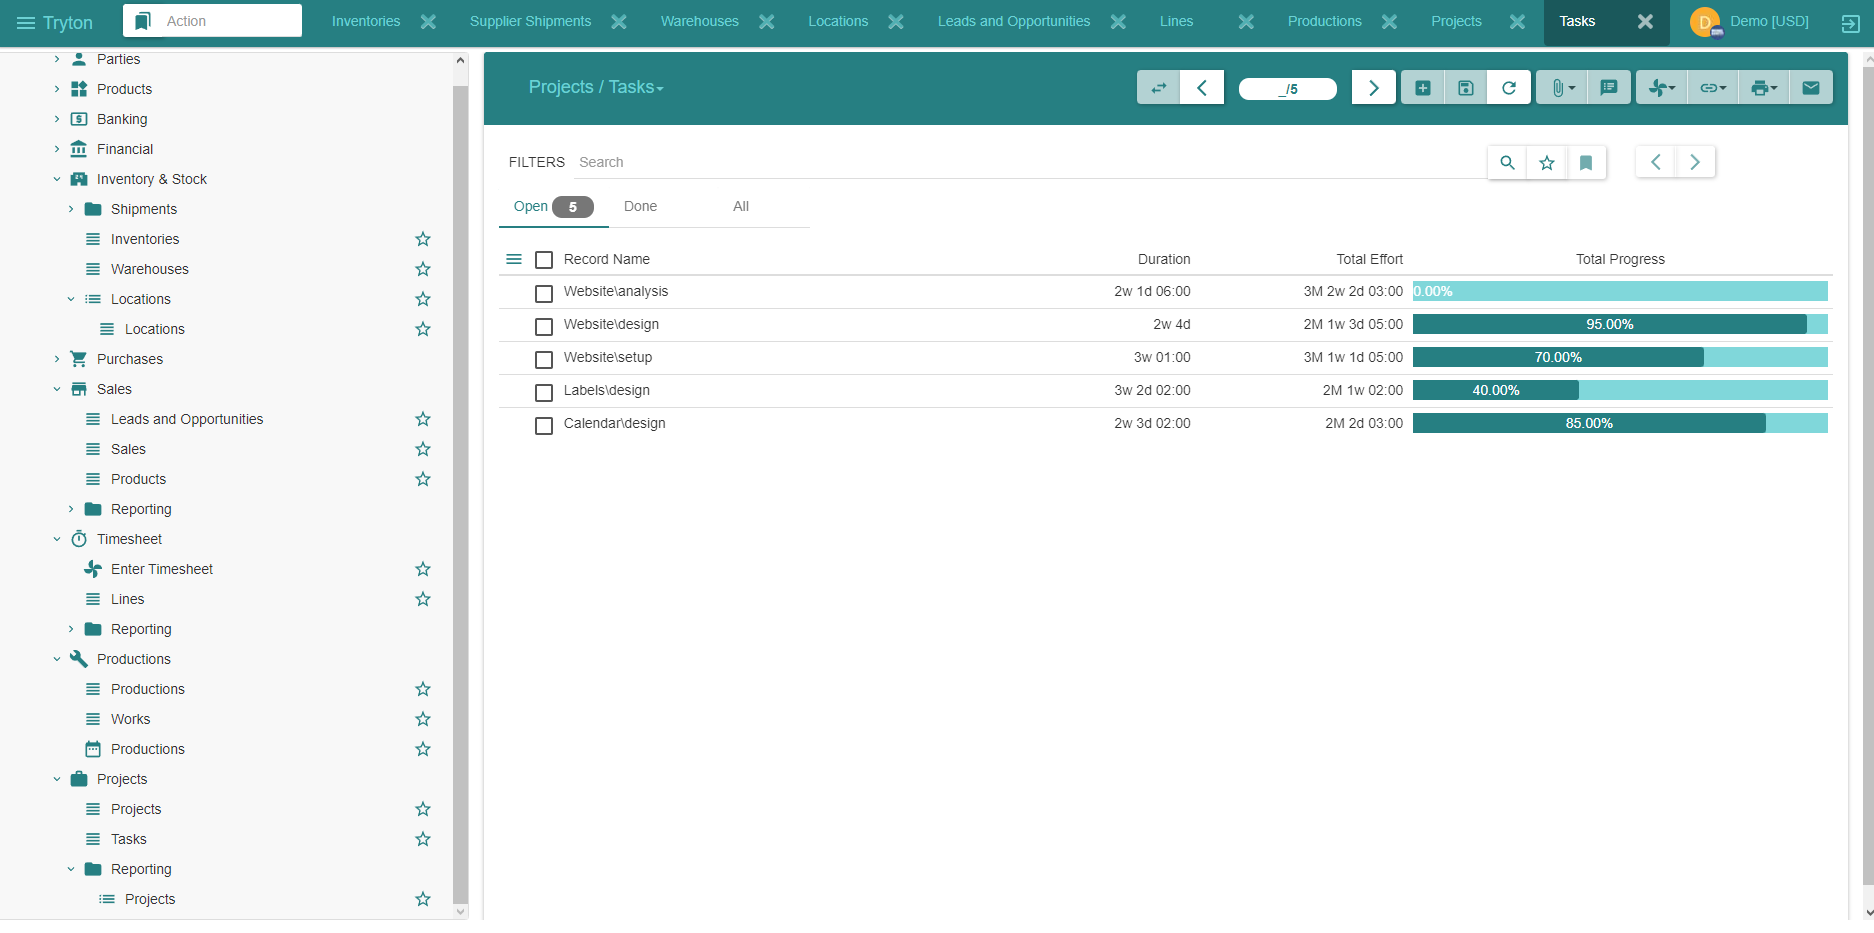 Tryton
Action
Inventories
Supplier Shipments
Warehouses
Locations
Leads and Opportunities
Lines
Productions
Projects
Tasks
D
Demo [USD]
Parties
Products
Banking
Financial
Inventory & Stock
Shipments
Inventories
Warehouses
Locations
Locations
Purchases
Sales
Leads and Opportunities
Sales
Products
Reporting
Timesheet
Enter Timesheet
Lines
Reporting
Productions
Productions
Works
Productions
Projects
Projects
Tasks
Reporting
Projects
Projects / Tasks
_/5
FILTERS Search
Open 5 Done All
Record Name Duration Total Effort Total Progress
Website\analysis 2w 1d 06:00 3M 2w 2d 03:00 0.00%
Website\design 2w 4d 2M 1w 3d 05:00 95.00%
Website\setup 3w 01:00 3M 1w 1d 05:00 70.00%
Labels\design 3w 2d 02:00 2M 1w 02:00 40.00%
Calendar\design 2w 3d 02:00 2M 2d 03:00 85.00%